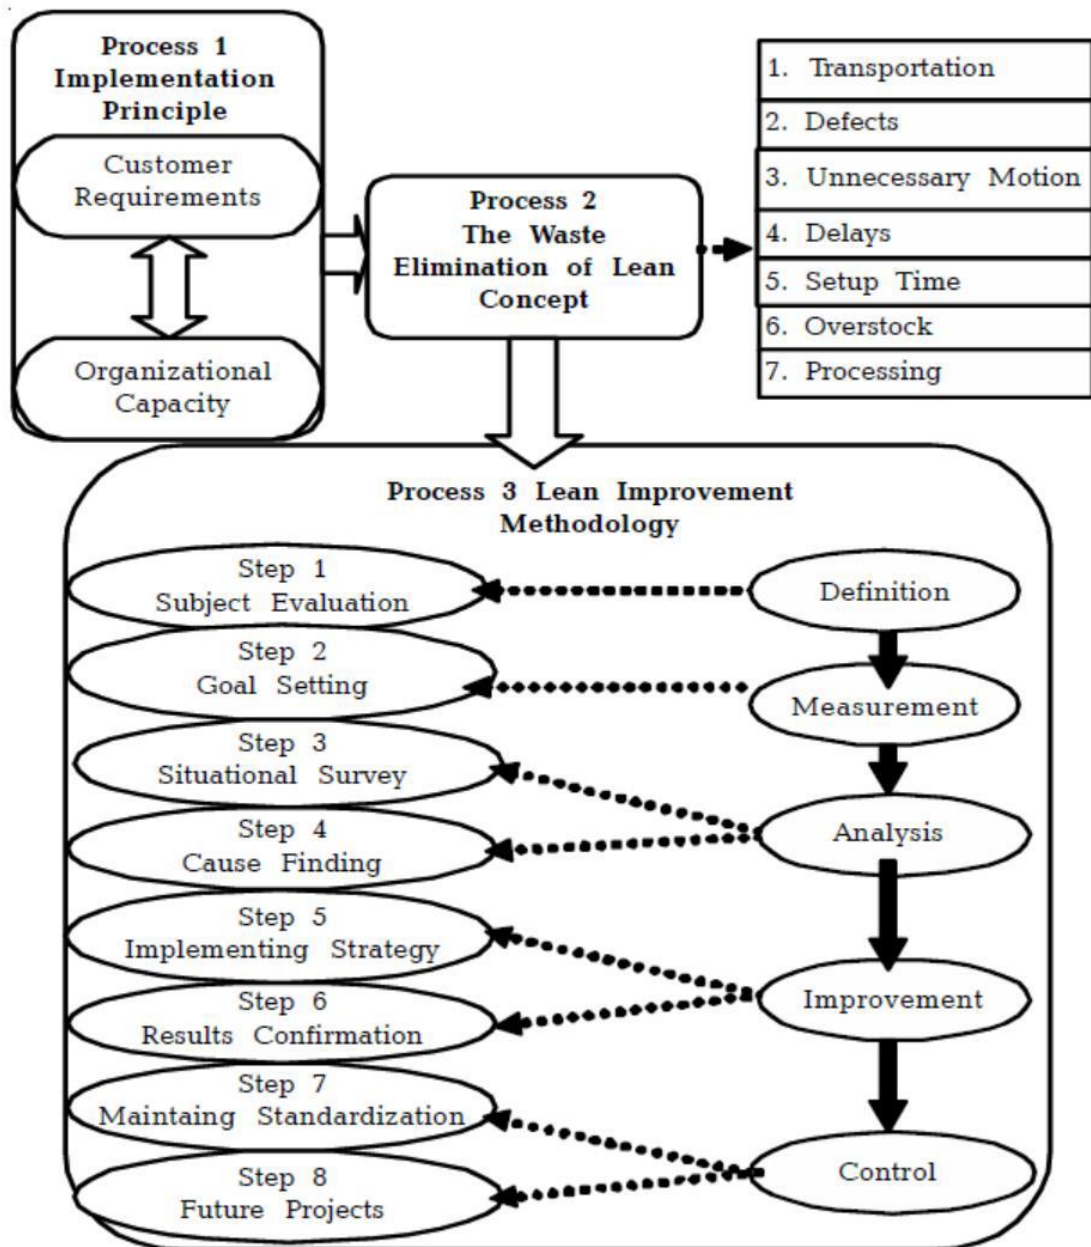 Process 1
Implementation
Principle
Customer
Requirements
Organizational
Capacity
Process 2
The Waste
Elimination of Lean
Concept
1. Transportation
2. Defects
3. Unnecessary Motion
4. Delays
5. Setup Time
6. Overstock
7. Processing
Process 3 Lean Improvement
Methodology
Step 1
Subject Evaluation
Step 2
Goal Setting
Step 3
Situational Survey
Step 4
Cause Finding
Step 5
Implementing Strategy
Step 6
Results Confirmation
Step 7
Maintaing Standardization
Step 8
Future Projects
Definition
Measurement
Analysis
Improvement
Control